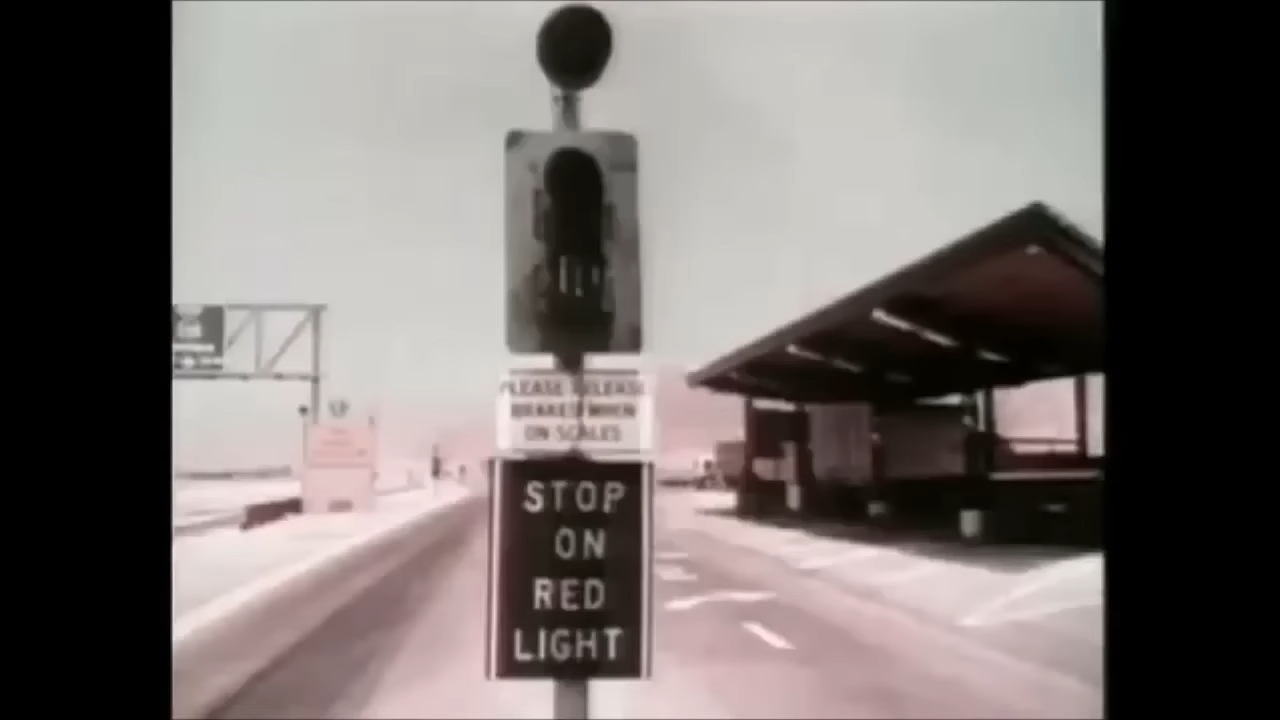 PLEASE RELEASE
BRAKES WHEN
ON SCALES
STOP
ON
RED
LIGHT